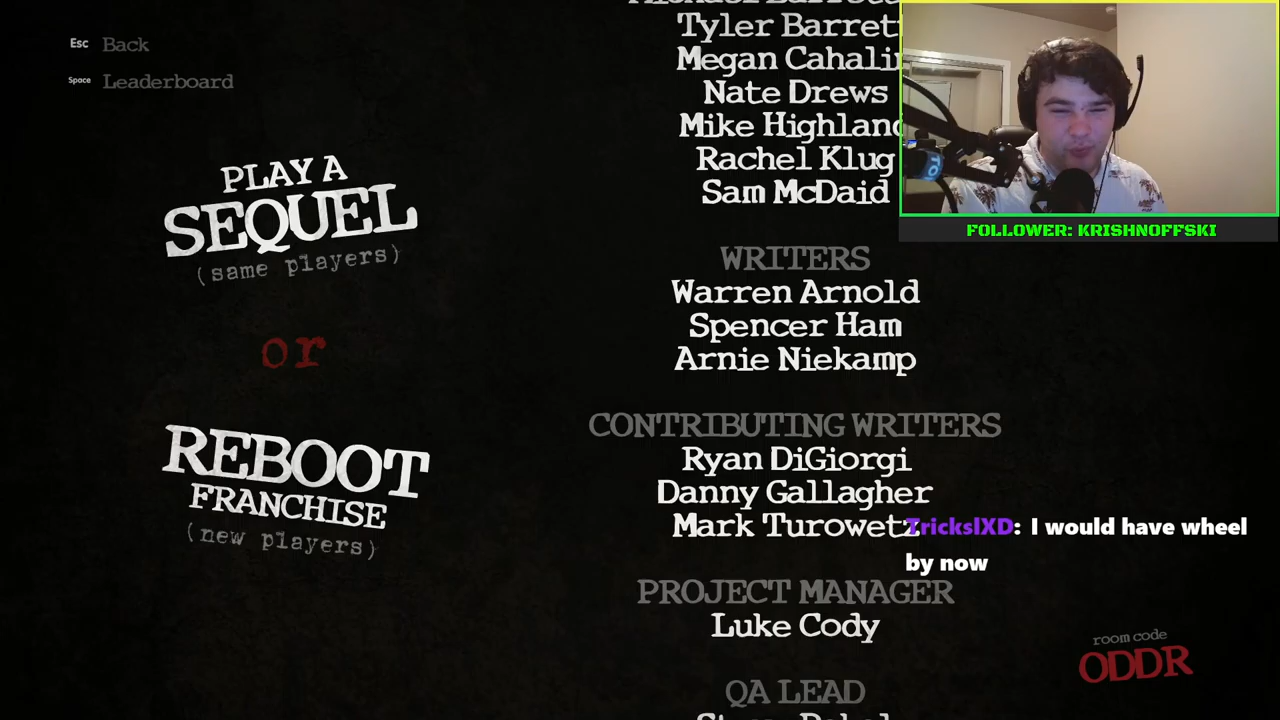 Esc Back
Space Leaderboard
PLAY A
SEQUEL
(same players)
or
REBOOT
FRANCHISE
(new players)
Tyler Barrett
Megan Cahalin
Nate Drews
Mike Highland
Rachel Klug
Sam McDaid
WRITERS
Warren Arnold
Spencer Ham
Arnie Niekamp
CONTRIBUTING WRITERS
Ryan DiGiorgi
Danny Gallagher
Mark Turowetz
PROJECT MANAGER
Luke Cody
QA LEAD
FOLLOWER: KRISHNOFFSKI
TrickslXD: I would have wheel
by now
room code
ODDR